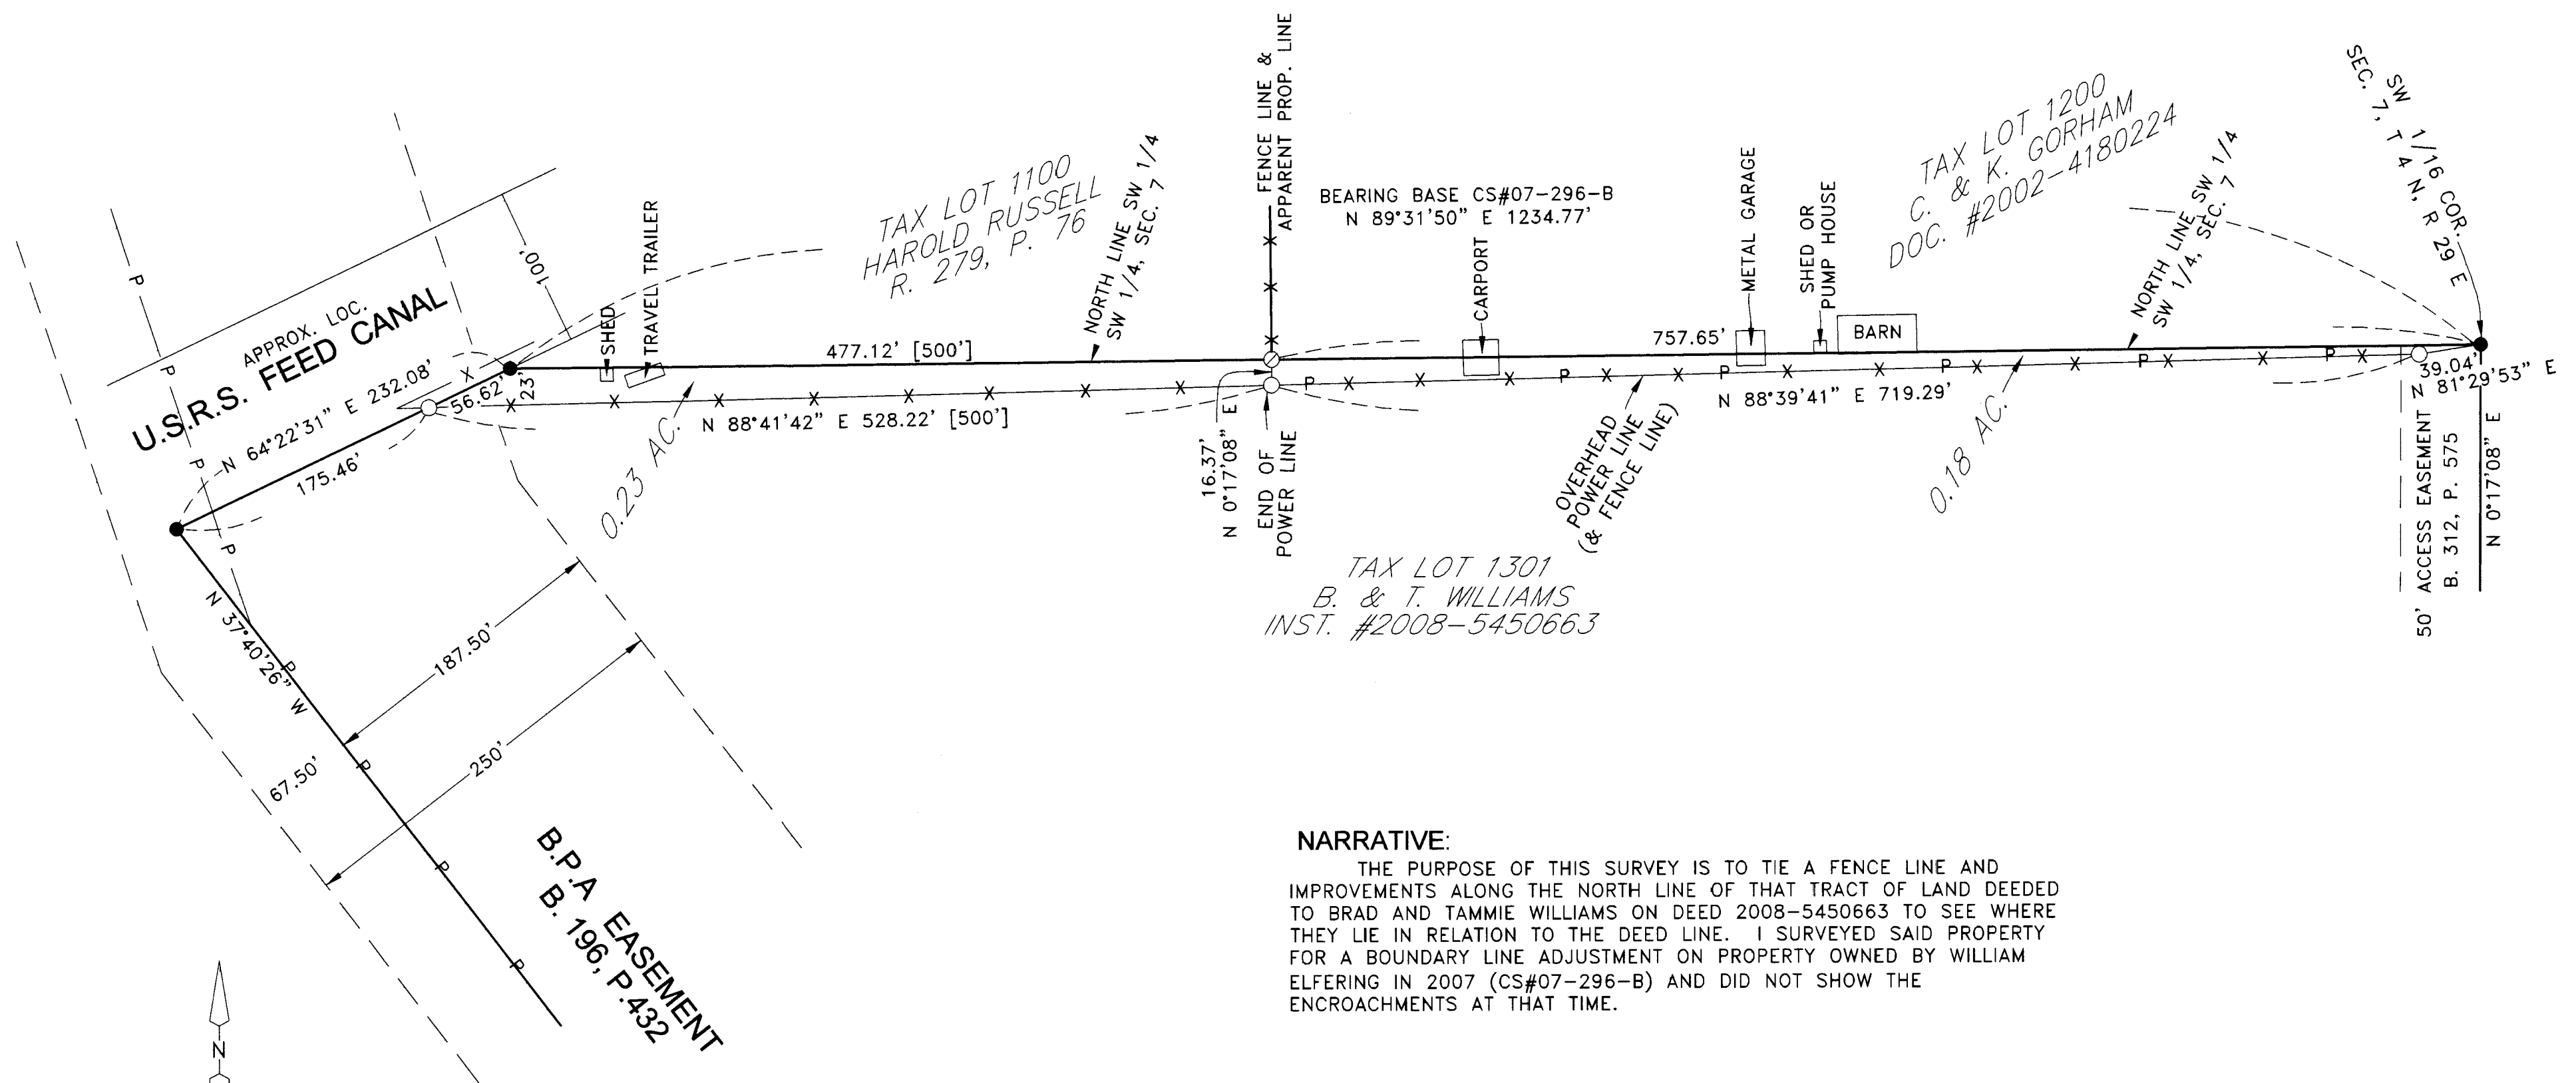 FENCE LINE &
APPARENT PROP. LINE
BEARING BASE CS#07-296-B
N 89°31'50" E 1234.77'
TAX LOT 1100
HAROLD RUSSELL
R. 279, P. 76
NORTH LINE SW 1/4
SW 1/4, SEC. 7
TAX LOT 1200
C. & K. GORHAM
DOC. #2002-4180224
NORTH LINE SW 1/4
SW 1/4, SEC. 7
SW 1/16 COR.
SEC. 7, T 4 N, R 29 E
P
P
P
P
P
100'
APPROX. LOC.
U.S.R.S. FEED CANAL
N 64°22'31" E 232.08'
X
56.62'
23'
175.46'
SHED
TRAVEL TRAILER
477.12' [500']
X
X
X
CARPORT
757.65'
METAL GARAGE
SHED OR
PUMP HOUSE
BARN
X X X X X X X X
N 88°41'42" E 528.22' [500']
0.23 AC.
16.37'
N 0°17'08" E
END OF
POWER LINE
P X X X P X X P X X P X X P X X P X
N 88°39'41" E 719.29'
OVERHEAD
POWER LINE
(& FENCE LINE)
0.18 AC.
39.04'
N 81°29'53" E
50' ACCESS EASEMENT
B. 312, P. 575
N 0°17'08" E
TAX LOT 1301
B. & T. WILLIAMS
INST. #2008-5450663
N 37°40'26" W
P
P
P
P
187.50'
250'
67.50'
B.P.A EASEMENT
B. 196, P.432
N
NARRATIVE:
THE PURPOSE OF THIS SURVEY IS TO TIE A FENCE LINE AND
IMPROVEMENTS ALONG THE NORTH LINE OF THAT TRACT OF LAND DEEDED
TO BRAD AND TAMMIE WILLIAMS ON DEED 2008-5450663 TO SEE WHERE
THEY LIE IN RELATION TO THE DEED LINE. I SURVEYED SAID PROPERTY
FOR A BOUNDARY LINE ADJUSTMENT ON PROPERTY OWNED BY WILLIAM
ELFERING IN 2007 (CS#07-296-B) AND DID NOT SHOW THE
ENCROACHMENTS AT THAT TIME.